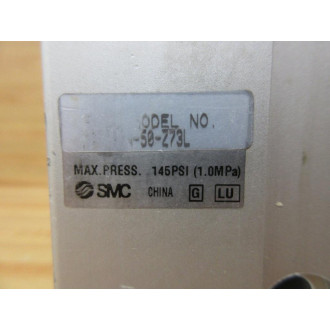 ODEL NO.
-50-Z73L
MAX.PRESS. 145PSI (1.0MPa)
SMC CHINA G LU